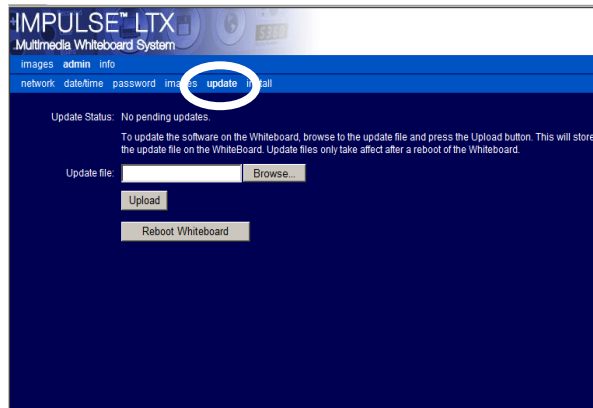 IMPULSE™ LTX
Multimedia Whiteboard System
images admin info
network date/time password images update install
Update Status: No pending updates.
To update the software on the Whiteboard, browse to the update file and press the Upload button. This will store
the update file on the WhiteBoard. Update files only take affect after a reboot of the Whiteboard.
Update file: Browse...
Upload
Reboot Whiteboard